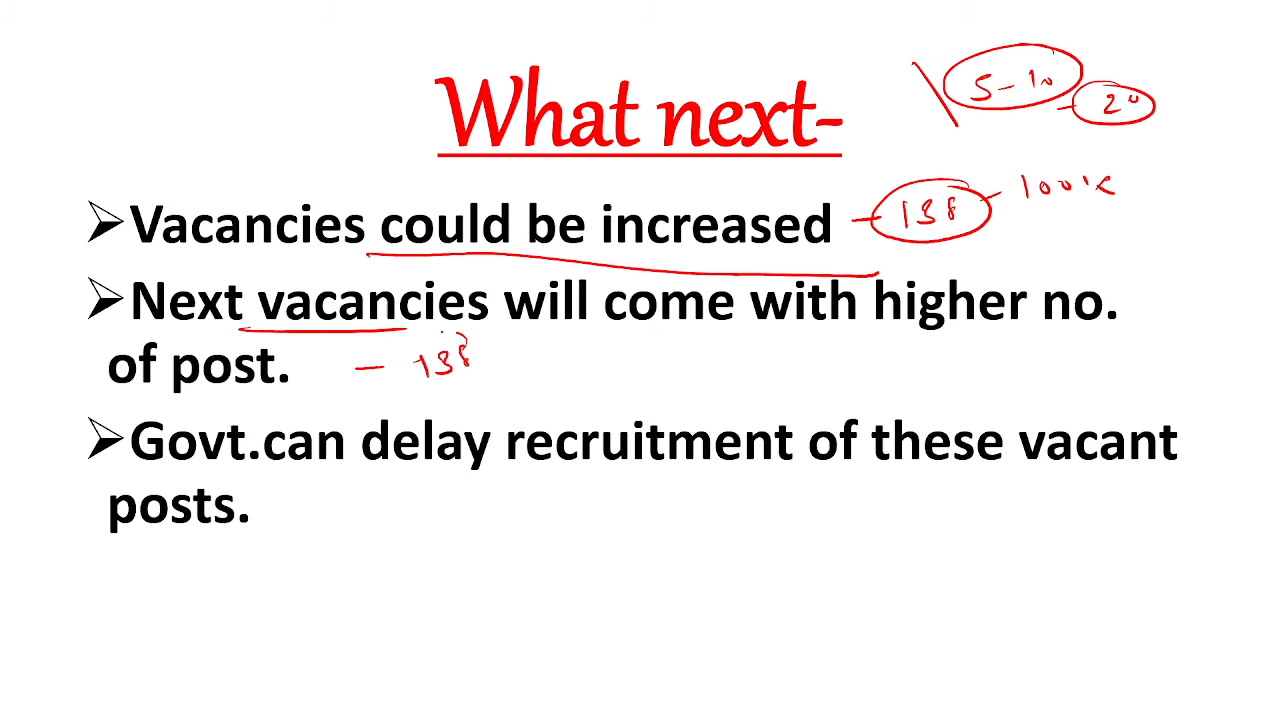 What next-
5-10
- 20
➢Vacancies could be increased - 138 -
➢Next vacancies will come with higher no.
of post. - 138
➢Govt.can delay recruitment of these vacant
posts.